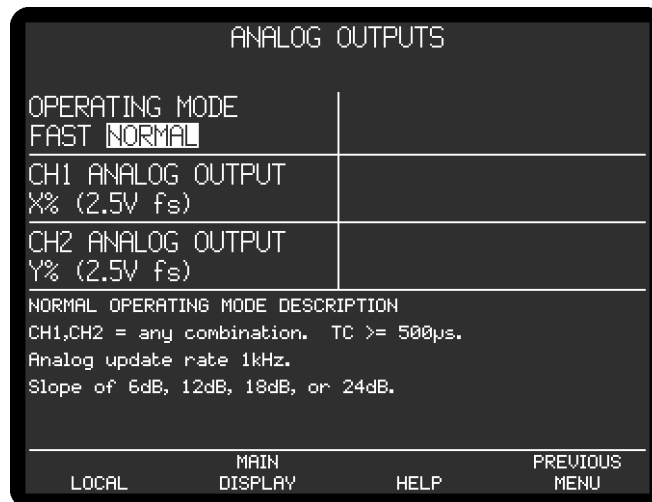 ANALOG OUTPUTS
OPERATING MODE
FAST NORMAL
CH1 ANALOG OUTPUT
X% (2.5V fs)
CH2 ANALOG OUTPUT
Y% (2.5V fs)
NORMAL OPERATING MODE DESCRIPTION
CH1,CH2 = any combination. TC >= 500µs.
Analog update rate 1kHz.
Slope of 6dB, 12dB, 18dB, or 24dB.
LOCAL
MAIN
DISPLAY
HELP
PREVIOUS
MENU